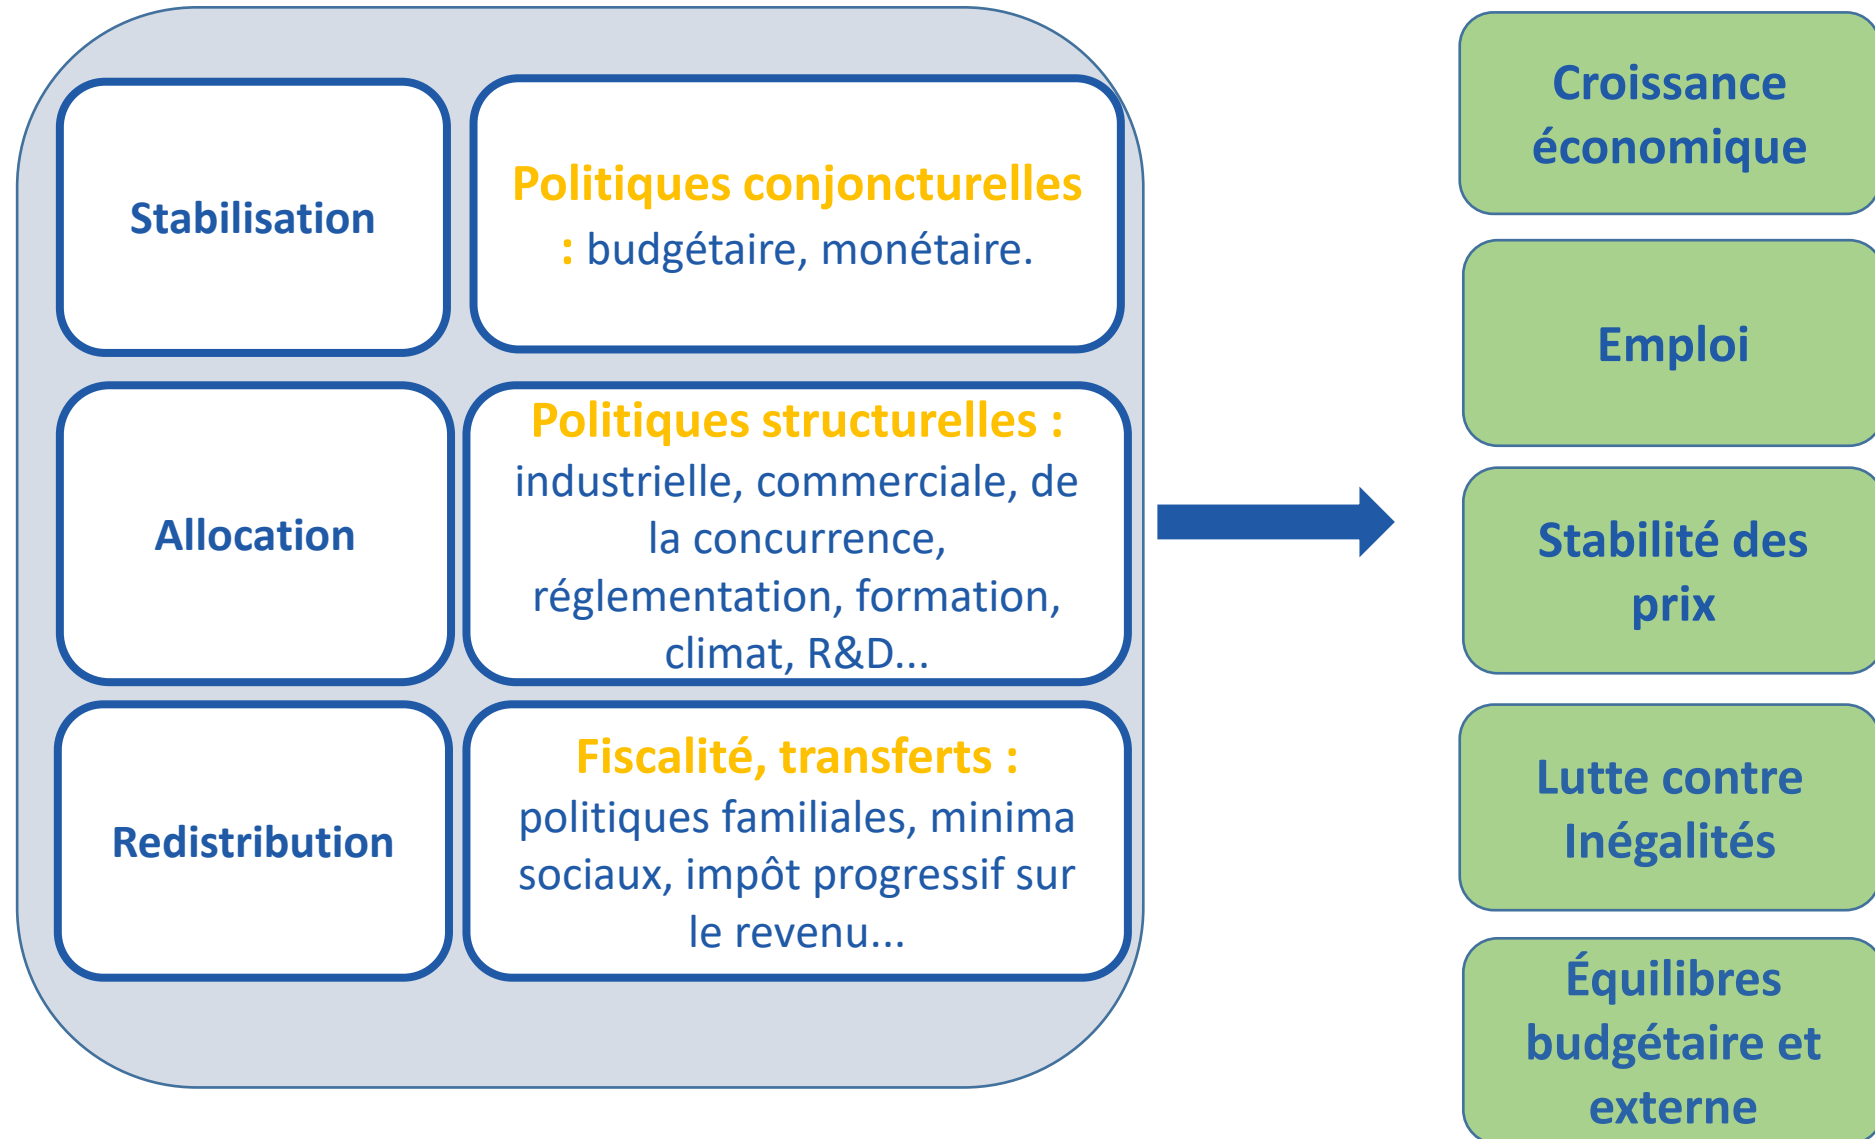 Stabilisation
Politiques conjoncturelles
: budgétaire, monétaire.
Allocation
Politiques structurelles :
industrielle, commerciale, de
la concurrence,
réglementation, formation,
climat, R&D...
Redistribution
Fiscalité, transferts :
politiques familiales, minima
sociaux, impôt progressif sur
le revenu...
Croissance
économique
Emploi
Stabilité des
prix
Lutte contre
Inégalités
Équilibres
budgétaire et
externe